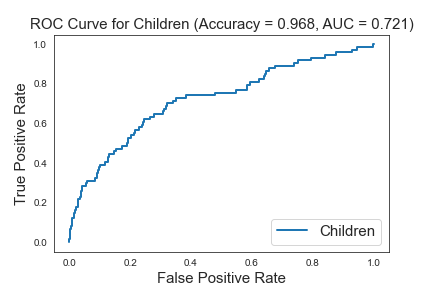 ROC Curve for Children (Accuracy = 0.968, AUC = 0.721)
1.0
0.8
0.6
0.4
0.2
0.0
True Positive Rate
Children
0.0 0.2 0.4 0.6 0.8 1.0
False Positive Rate